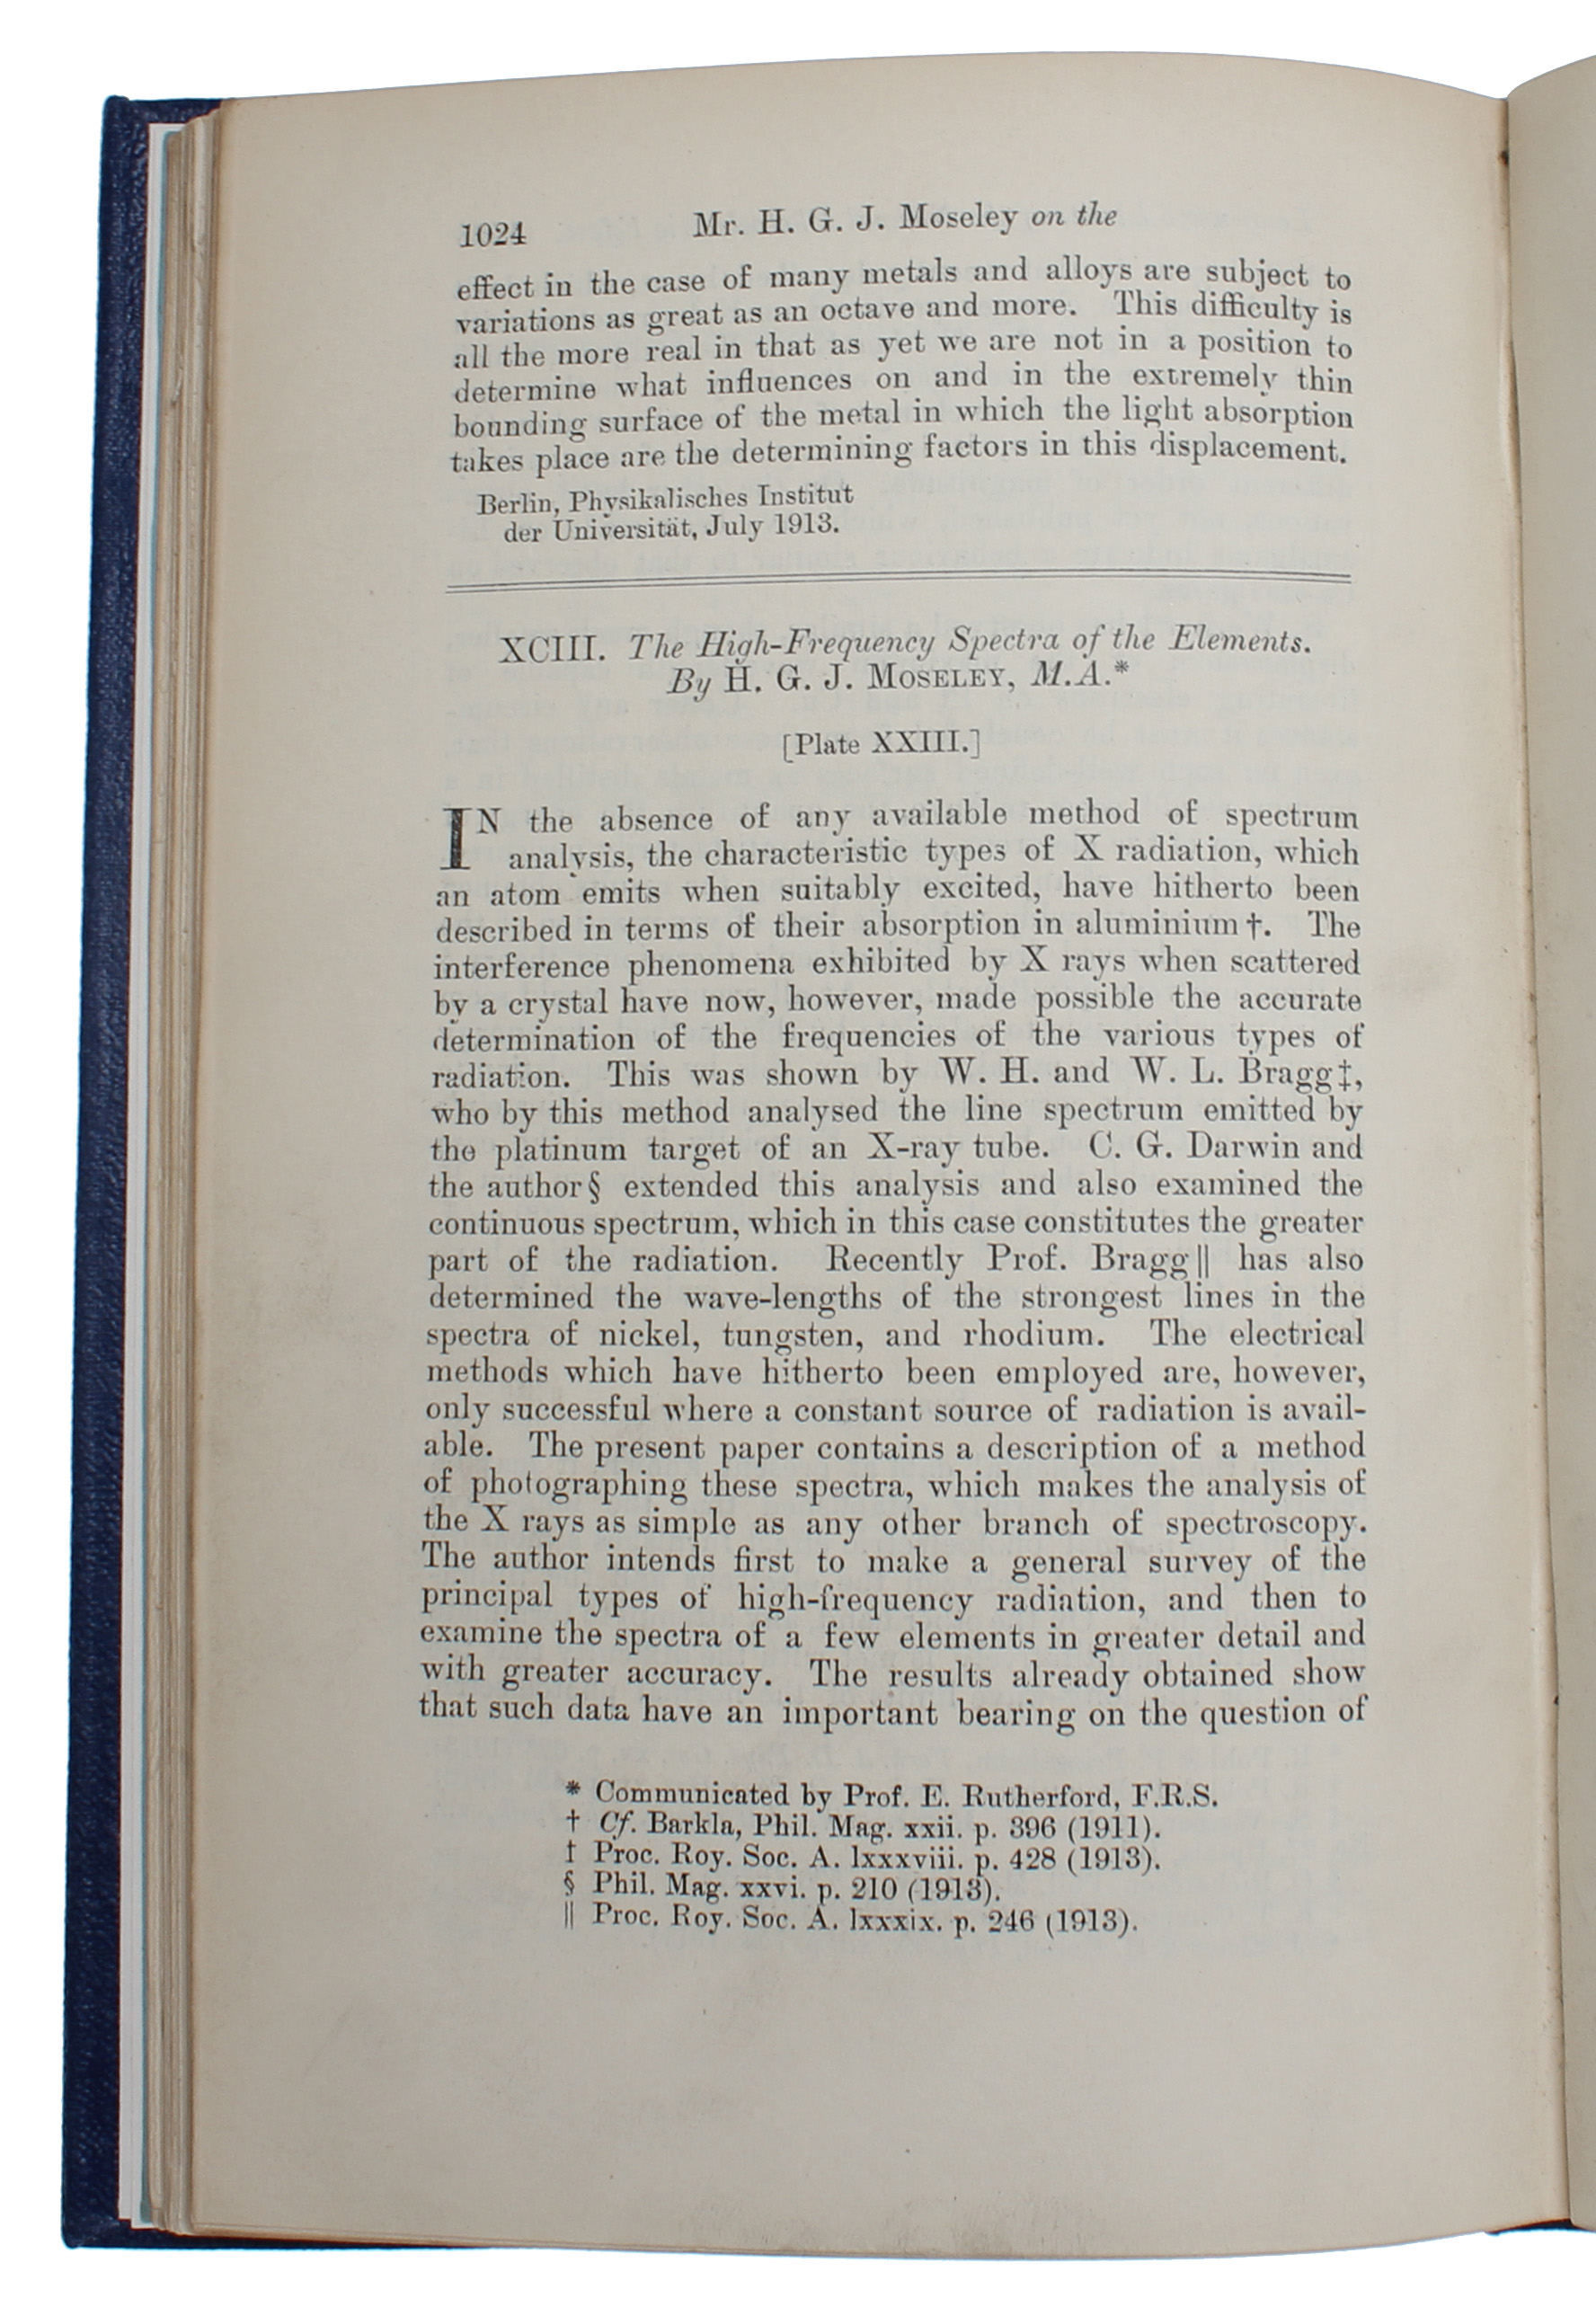 1024 Mr. H. G. J. Moseley on the
effect in the case of many metals and alloys are subject to
variations as great as an octave and more. This difficulty is
all the more real in that as yet we are not in a position to
determine what influences on and in the extremely thin
bounding surface of the metal in which the light absorption
takes place are the determining factors in this displacement.
Berlin, Physikalisches Institut
der Universität, July 1913.
XCIII. The High-Frequency Spectra of the Elements.
By H. G. J. MOSELEY, M.A.*
[Plate XXIII.]
IN the absence of any available method of spectrum
analysis, the characteristic types of X radiation, which
an atom emits when suitably excited, have hitherto been
described in terms of their absorption in aluminium †. The
interference phenomena exhibited by X rays when scattered
by a crystal have now, however, made possible the accurate
determination of the frequencies of the various types of
radiation. This was shown by W. H. and W. L. Bragg ‡,
who by this method analysed the line spectrum emitted by
the platinum target of an X-ray tube. C. G. Darwin and
the author § extended this analysis and also examined the
continuous spectrum, which in this case constitutes the greater
part of the radiation. Recently Prof. Bragg || has also
determined the wave-lengths of the strongest lines in the
spectra of nickel, tungsten, and rhodium. The electrical
methods which have hitherto been employed are, however,
only successful where a constant source of radiation is avail-
able. The present paper contains a description of a method
of photographing these spectra, which makes the analysis of
the X rays as simple as any other branch of spectroscopy.
The author intends first to make a general survey of the
principal types of high-frequency radiation, and then to
examine the spectra of a few elements in greater detail and
with greater accuracy. The results already obtained show
that such data have an important bearing on the question of
* Communicated by Prof. E. Rutherford, F.R.S.
† Cf. Barkla, Phil. Mag. xxii. p. 396 (1911).
‡ Proc. Roy. Soc. A. lxxxviii. p. 428 (1913).
§ Phil. Mag. xxvi. p. 210 (1913).
|| Proc. Roy. Soc. A. lxxxix. p. 246 (1913).